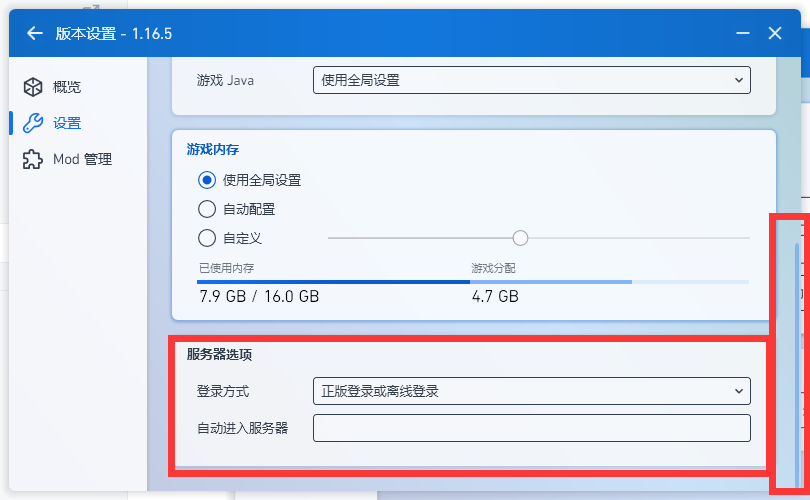 版本设置 - 1.16.5
概览
设置
Mod 管理
游戏 Java
使用全局设置
游戏内存
使用全局设置
自动配置
自定义
已使用内存 游戏分配
7.9 GB / 16.0 GB 4.7 GB
服务器选项
登录方式
正版登录或离线登录
自动进入服务器